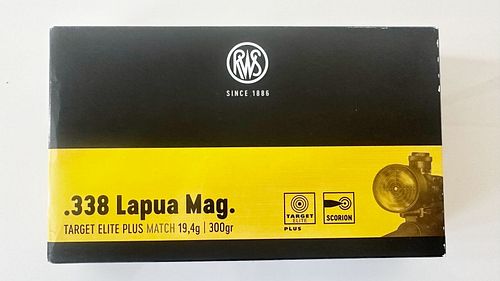 RWS
SINCE 1886
.338 Lapua Mag.
TARGET ELITE PLUS MATCH 19,4g | 300gr
TARGET
ELITE
PLUS
SCORION